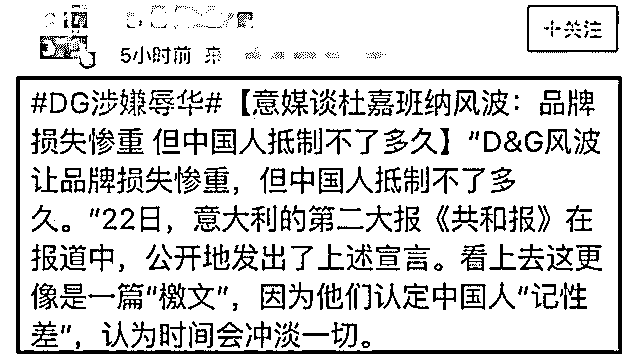 +关注
5小时前 来
#DG涉嫌辱华#【意媒谈杜嘉班纳风波：品牌
损失惨重 但中国人抵制不了多久】"D&G风波
让品牌损失惨重，但中国人抵制不了多
久。"22日，意大利的第二大报《共和报》在
报道中，公开地发出了上述宣言。看上去这更
像是一篇"檄文"，因为他们认定中国人"记性
差"，认为时间会冲淡一切。